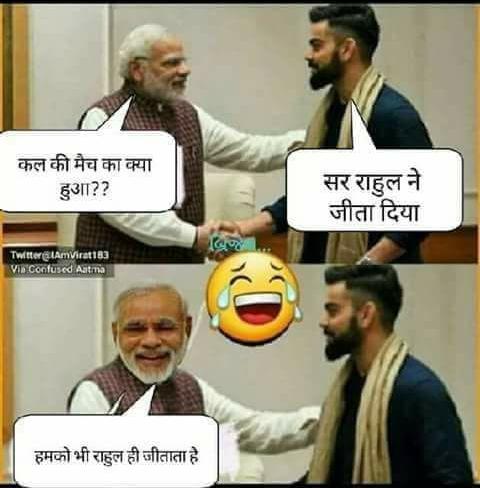 कल की मैच का क्या
हुआ??
सर राहुल ने
जीता दिया
Twitter@IAmVirat183
Via Confused Aatma
हमको भी राहुल ही जीताता है